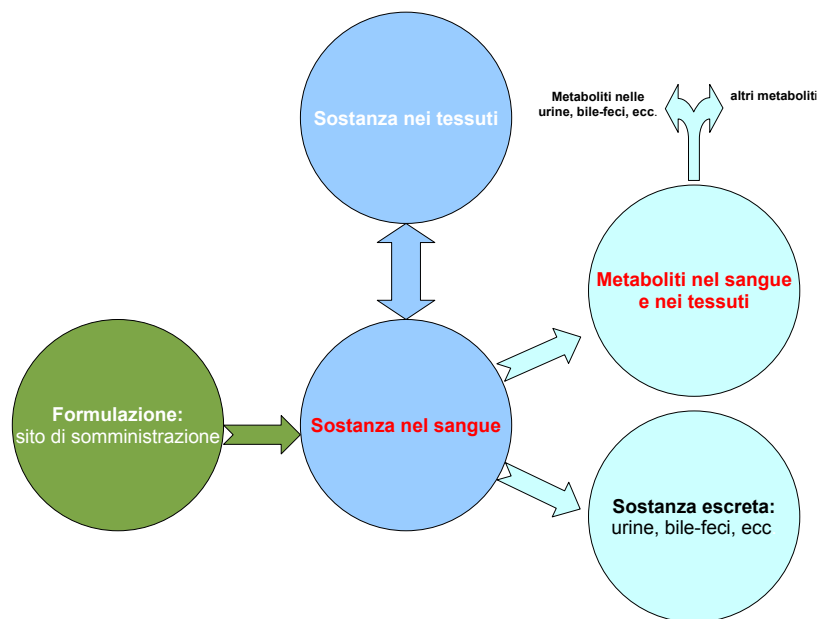 Sostanza nei tessuti
Metaboliti nelle
urine, bile-feci, ecc.
altri metaboliti
Metaboliti nel sangue
e nei tessuti
Formulazione:
sito di somministrazione
Sostanza nel sangue
Sostanza escreta:
urine, bile-feci, ecc